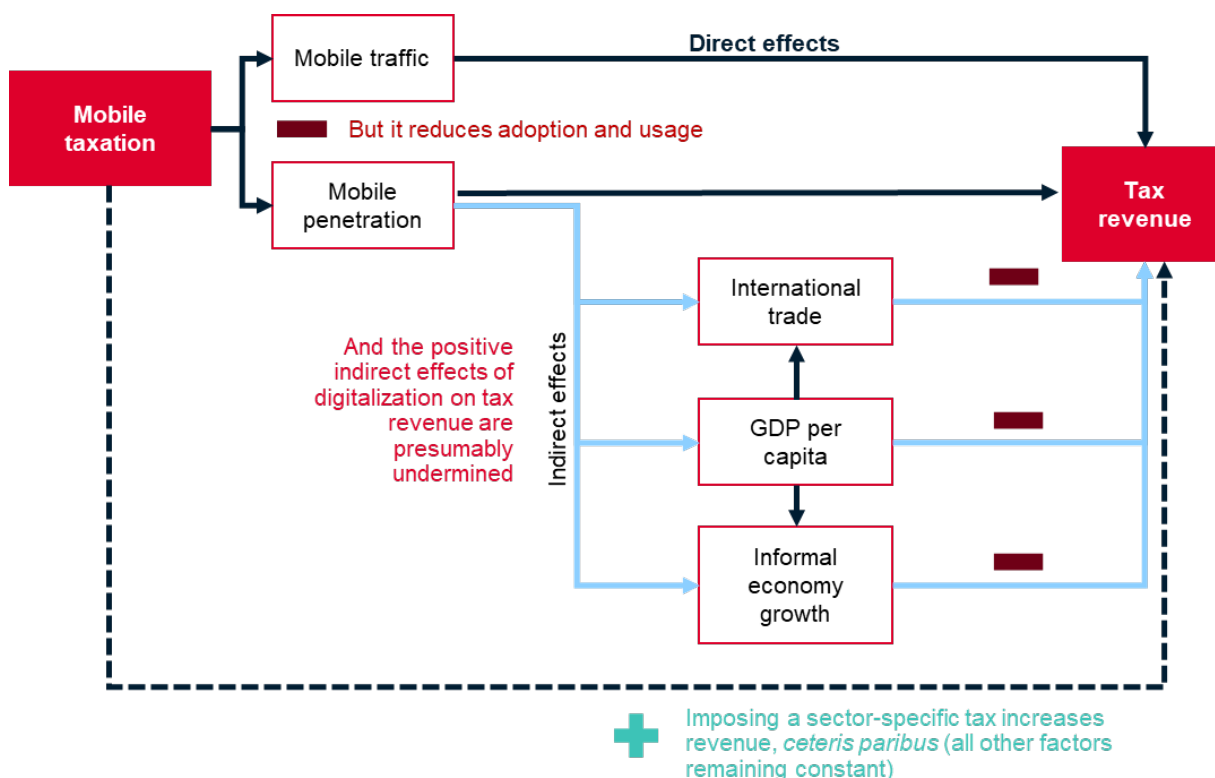 Mobile
taxation
Mobile traffic
Direct effects
But it reduces adoption and usage
Mobile
penetration
Tax
revenue
International
trade
And the positive
indirect effects of
digitalization on tax
revenue are
presumably
undermined
Indirect effects
GDP per
capita
Informal
economy
growth
Imposing a sector-specific tax increases
revenue, ceteris paribus (all other factors
remaining constant)